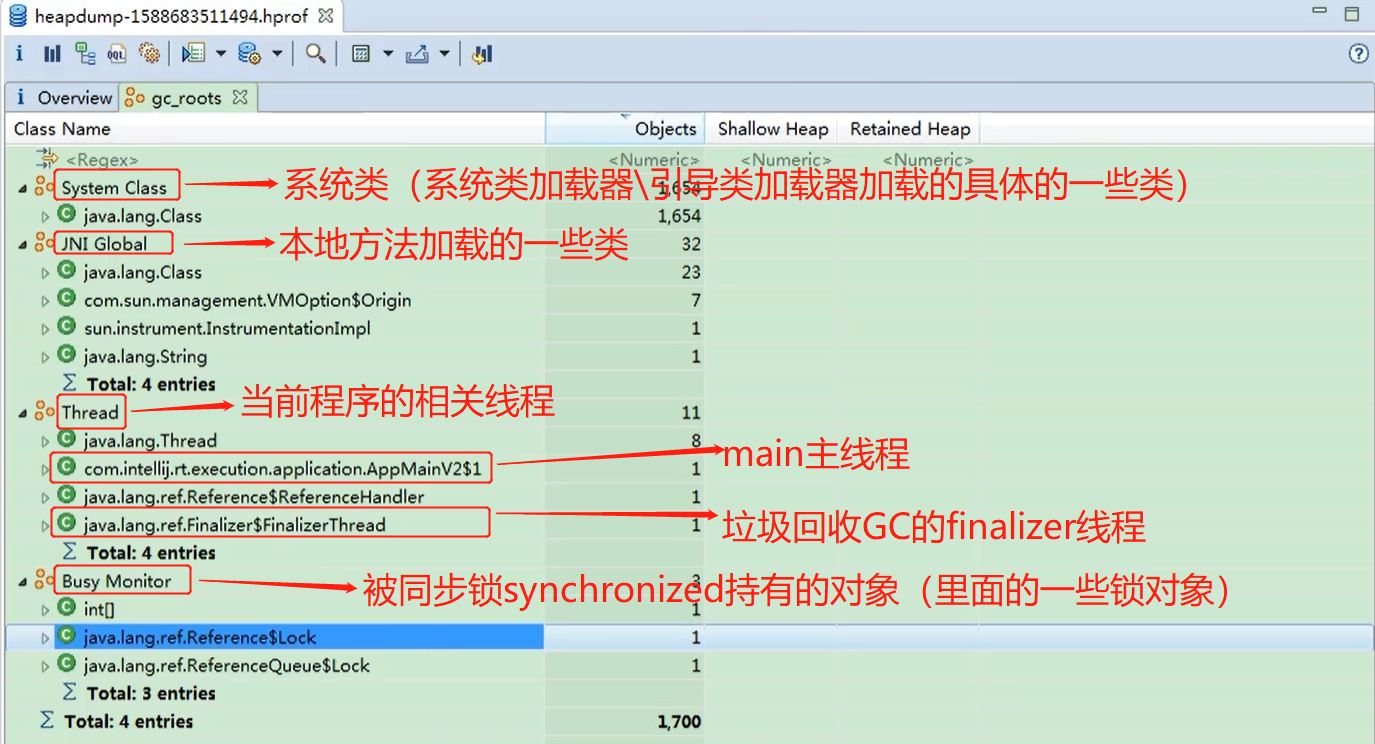 heapdump-1588683511494.hprof
i OQL
i Overview gc_roots
Class Name Objects Shallow Heap Retained Heap
<Regex> <Numeric> <Numeric> <Numeric>
System Class 1,654 系统类（系统类加载器\引导类加载器加载的具体的一些类）
java.lang.Class 1,654
JNI Global 本地方法加载的一些类 32
java.lang.Class 23
com.sun.management.VMOption$Origin 7
sun.instrument.InstrumentationImpl 1
java.lang.String 1
Σ Total: 4 entries
Thread 当前程序的相关线程 11
java.lang.Thread 8
com.intellij.rt.execution.application.AppMainV2$1 1 main主线程
java.lang.ref.Reference$ReferenceHandler 1
java.lang.ref.Finalizer$FinalizerThread 1 垃圾回收GC的finalizer线程
Σ Total: 4 entries
Busy Monitor 3 被同步锁synchronized持有的对象（里面的一些锁对象）
int[] 1
java.lang.ref.Reference$Lock 1
java.lang.ref.ReferenceQueue$Lock 1
Σ Total: 3 entries
Σ Total: 4 entries 1,700